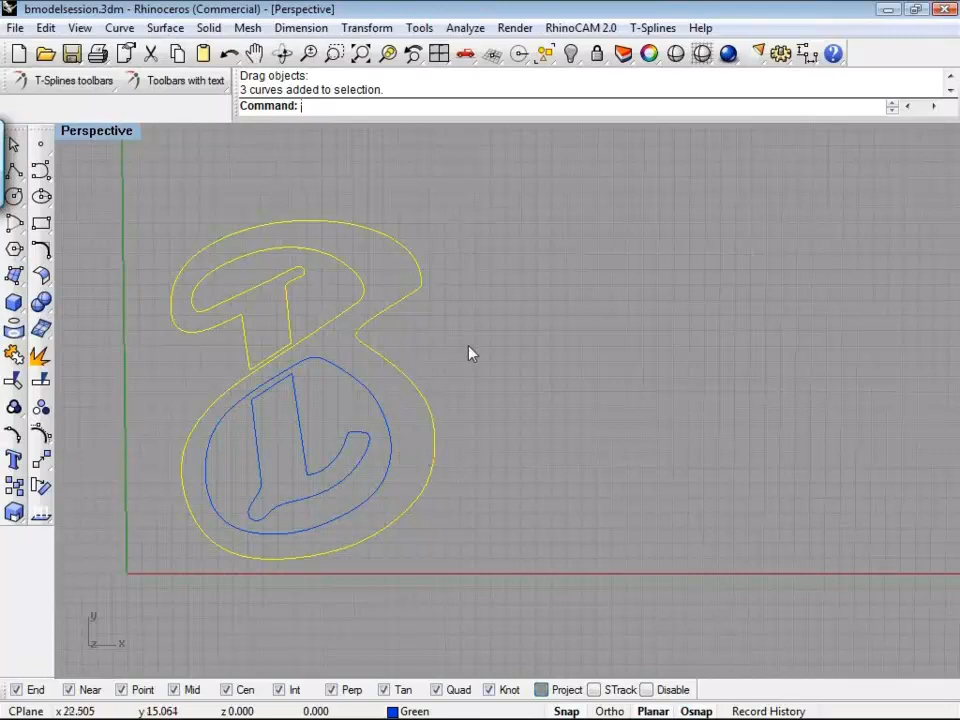 bmodelsession.3dm - Rhinoceros (Commercial) - [Perspective]
File Edit View Curve Surface Solid Mesh Dimension Transform Tools Analyze Render RhinoCAM 2.0 T-Splines Help
T-Splines toolbars Toolbars with text
Drag objects:
3 curves added to selection.
Command: j
Perspective
y
z x
End Near Point Mid Cen Int Perp Tan Quad Knot Project STrack Disable
CPlane x 22.505 y 15.064 z 0.000 0.000 Green Snap Ortho Planar Osnap Record History